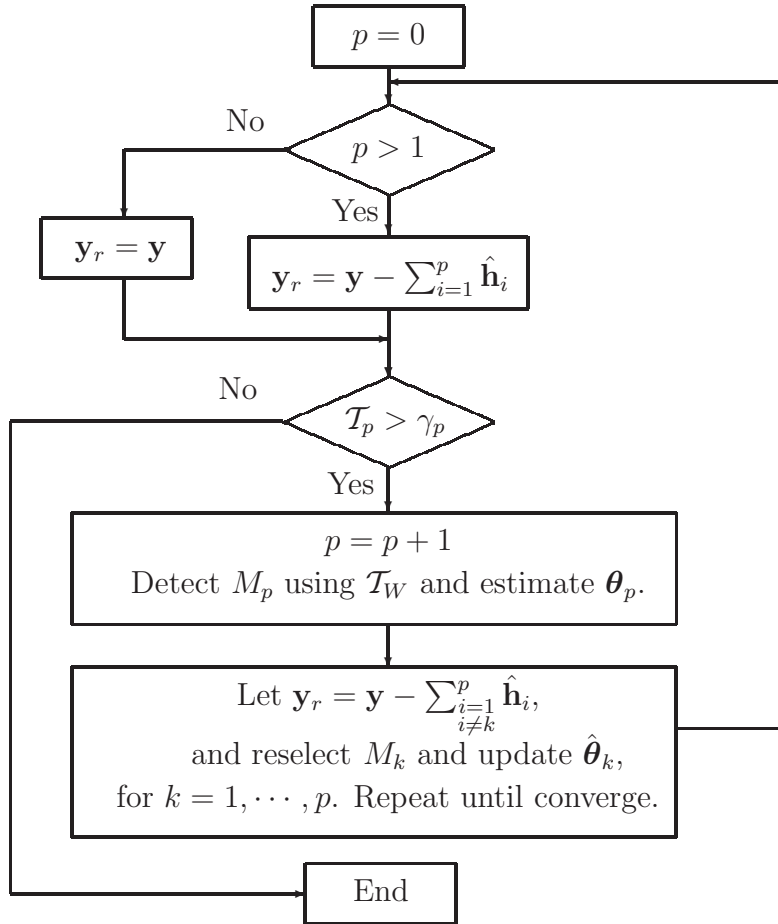 p = 0
No
p > 1
Yes
y_r = y
y_r = y − ∑_{i=1}^{p} ĥ_i
No
𝒯_p > γ_p
Yes
p = p + 1
Detect M_p using 𝒯_W and estimate θ_p.
Let y_r = y − ∑_{i=1, i≠k}^{p} ĥ_i,
and reselect M_k and update θ̂_k,
for k = 1, ⋯ , p. Repeat until converge.
End